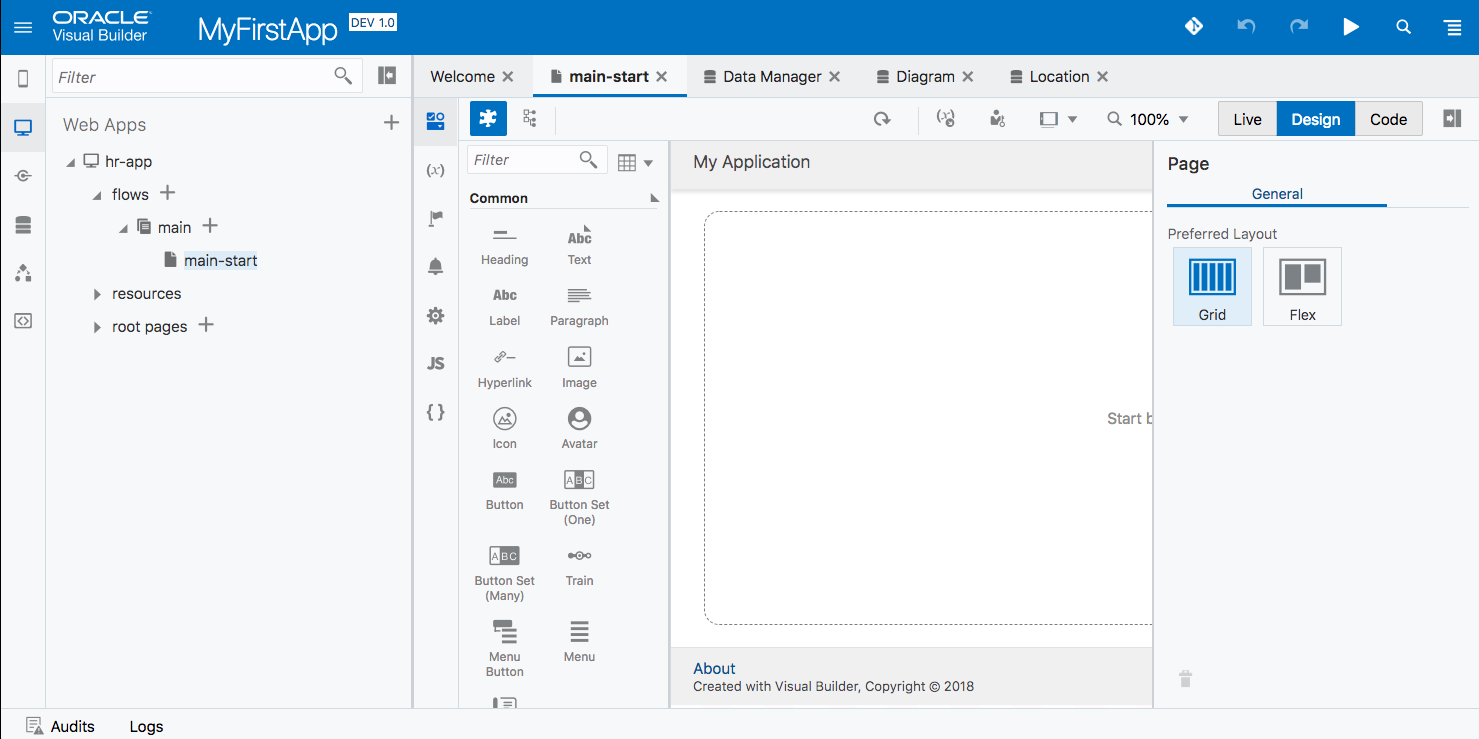 ORACLE
Visual Builder
MyFirstApp
DEV 1.0
Filter
Welcome
main-start
Data Manager
Diagram
Location
Web Apps
100%
Live
Design
Code
hr-app
flows
main
main-start
resources
root pages
(x)
JS
{ }
Filter
Common
Heading
Abc
Text
Abc
Label
Paragraph
Hyperlink
Image
Icon
Avatar
Abc
Button
ABC
Button Set
(One)
ABC
Button Set
(Many)
Train
Menu
Button
Menu
My Application
Start b
About
Created with Visual Builder, Copyright © 2018
Page
General
Preferred Layout
Grid
Flex
Audits
Logs